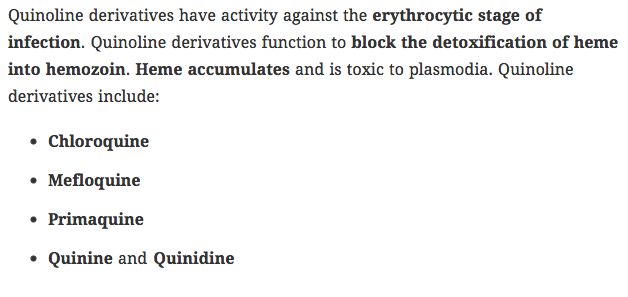 Quinoline derivatives have activity against the erythrocytic stage of
infection. Quinoline derivatives function to block the detoxification of heme
into hemozoin. Heme accumulates and is toxic to plasmodia. Quinoline
derivatives include:
• Chloroquine
• Mefloquine
• Primaquine
• Quinine and Quinidine